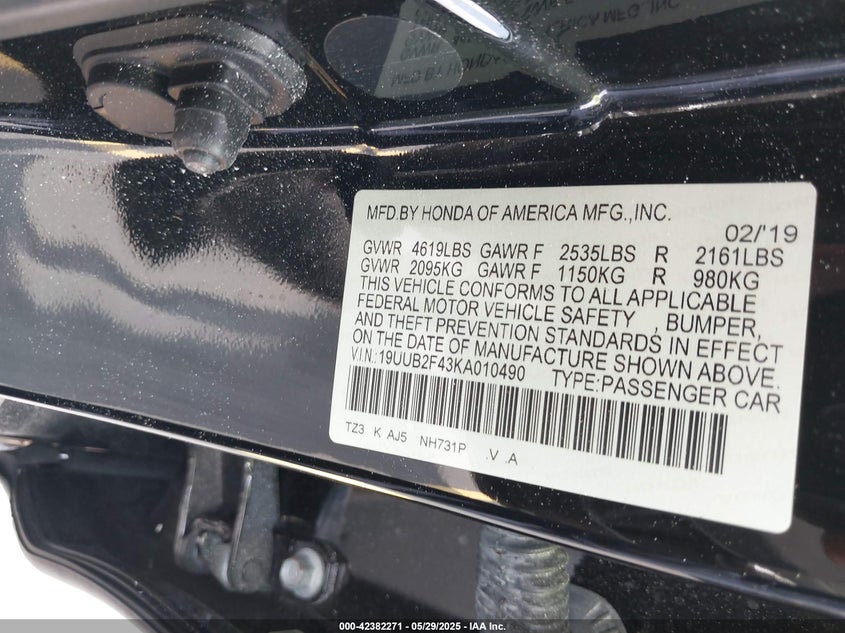 MFD.BY HONDA OF AMERICA MFG.,INC.
02/'19
GVWR 4619LBS GAWR F 2535LBS R 2161LBS
GVWR 2095KG GAWR F 1150KG R 980KG
THIS VEHICLE CONFORMS TO ALL APPLICABLE
FEDERAL MOTOR VEHICLE SAFETY , BUMPER,
AND THEFT PREVENTION STANDARDS IN EFFECT
ON THE DATE OF MANUFACTURE SHOWN ABOVE.
V.I.N.:19UUB2F43KA010490 TYPE:PASSENGER CAR
TZ3 K AJ5 NH731P .V .A
000-42382271 - 05/29/2025 - IAA Inc.